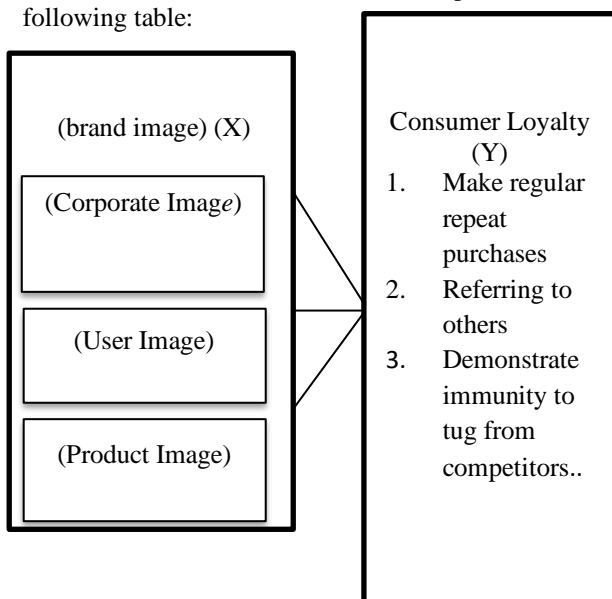 following table:
(brand image) (X)
(Corporate Image)
(User Image)
(Product Image)
Consumer Loyalty
(Y)
1. Make regular
repeat
purchases
2. Referring to
others
3. Demonstrate
immunity to
tug from
competitors..